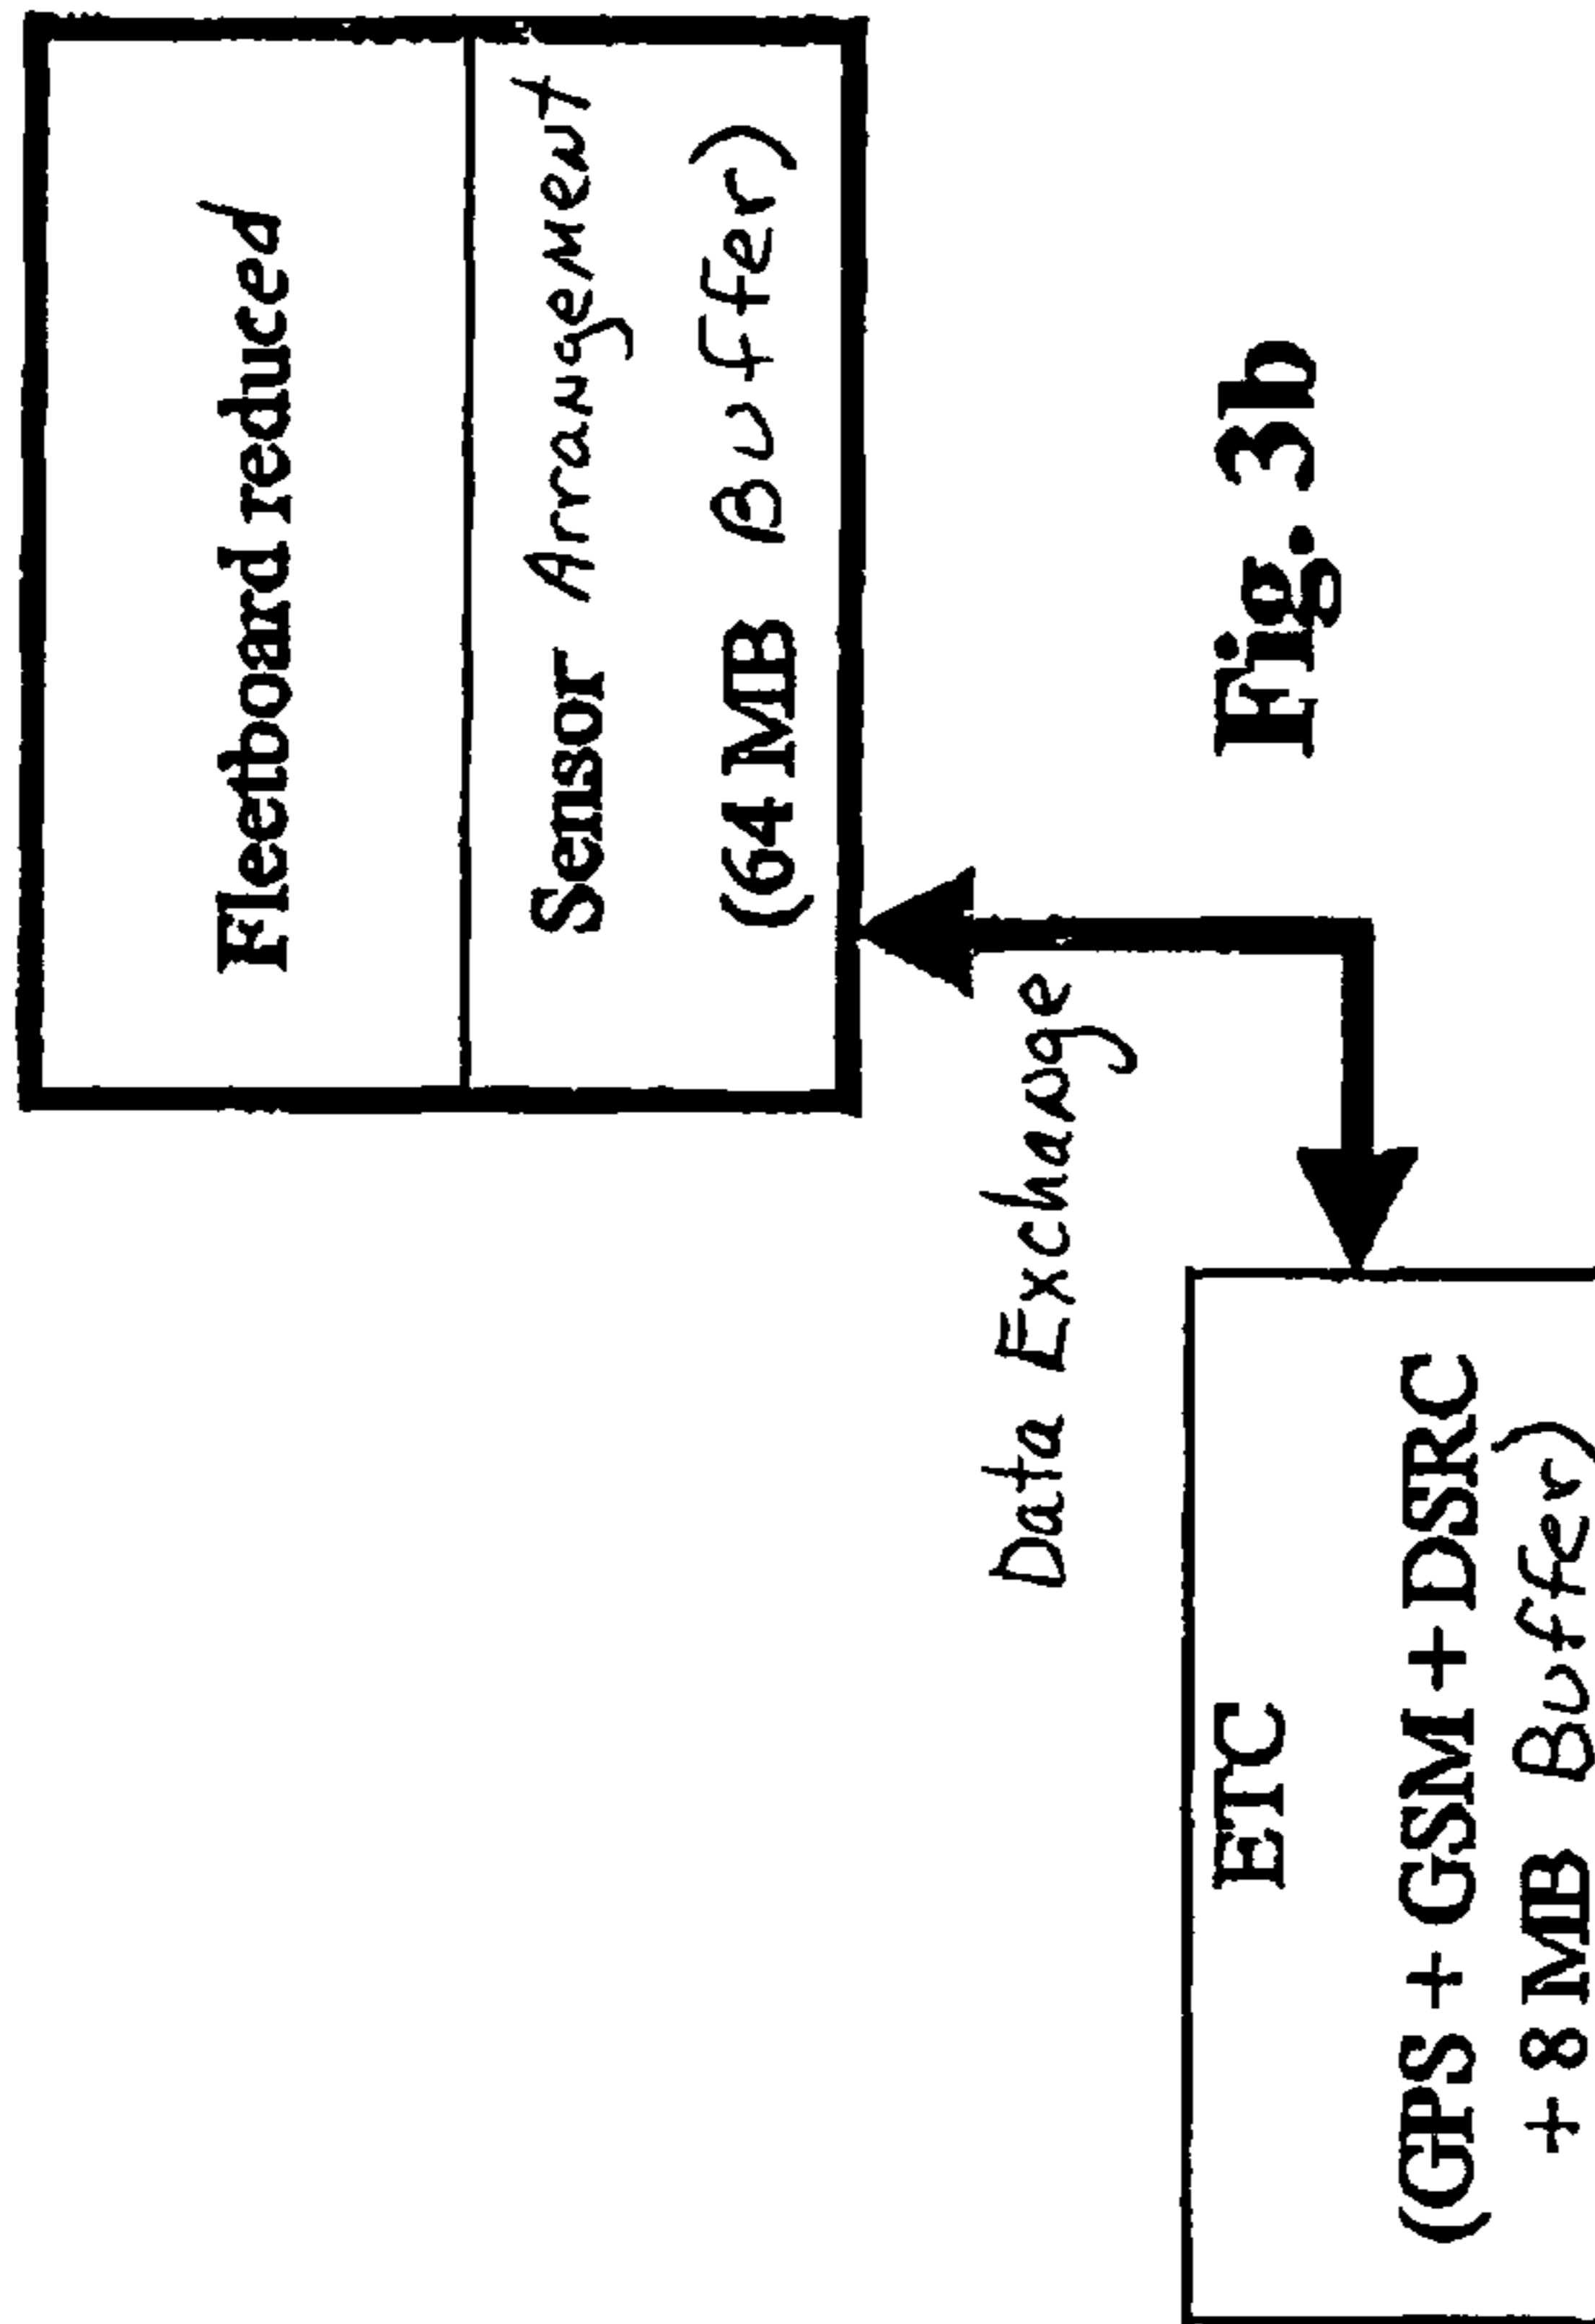 Fleetboard reduced
Sensor Arrangement
(64 MB Buffer)
Data Exchange
ETC
(GPS + GSM + DSRC
+ 8 MB Buffer)
Fig. 3b